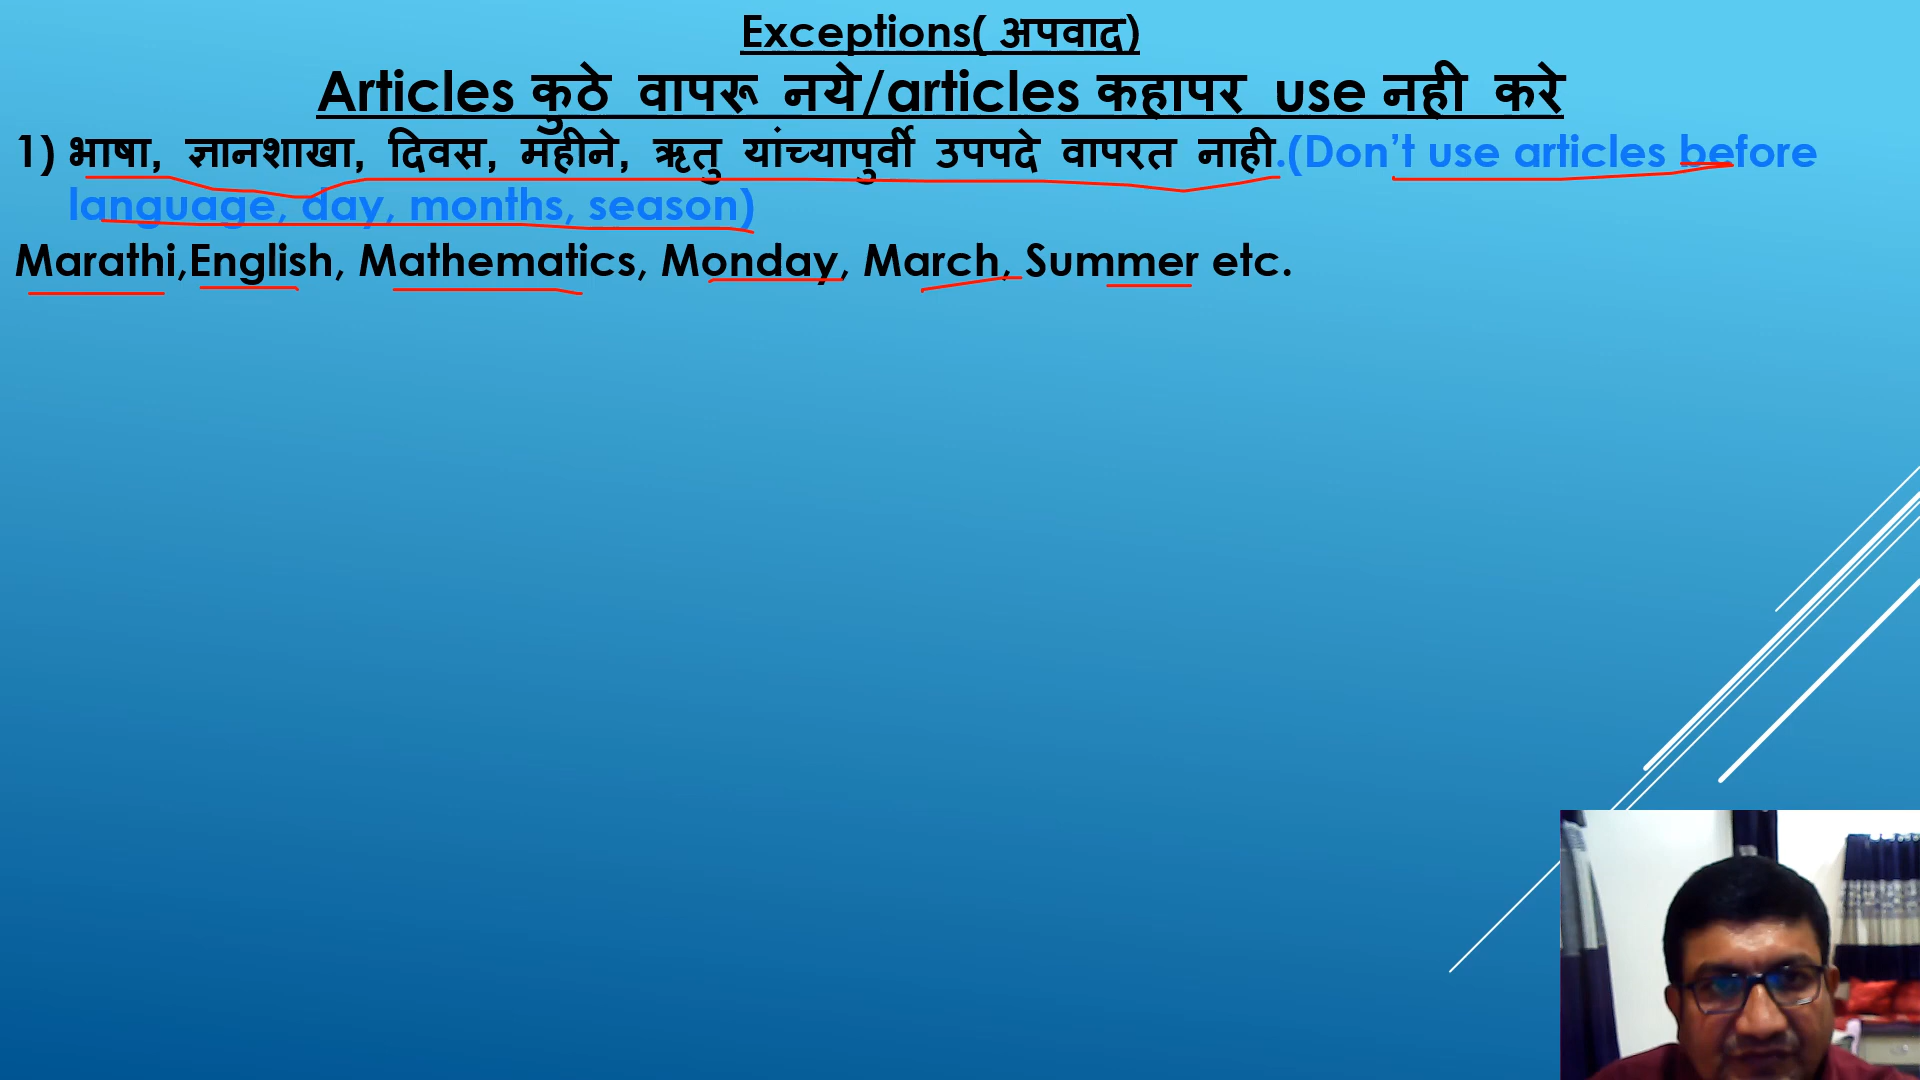 Exceptions( अपवाद)
Articles कुठे वापरू नये/articles कहापर use नही करे
1) भाषा, ज्ञानशाखा, दिवस, महीने, ऋतु यांच्यापुर्वी उपपदे वापरत नाही.(Don't use articles before
language, day, months, season)
Marathi,English, Mathematics, Monday, March, Summer etc.